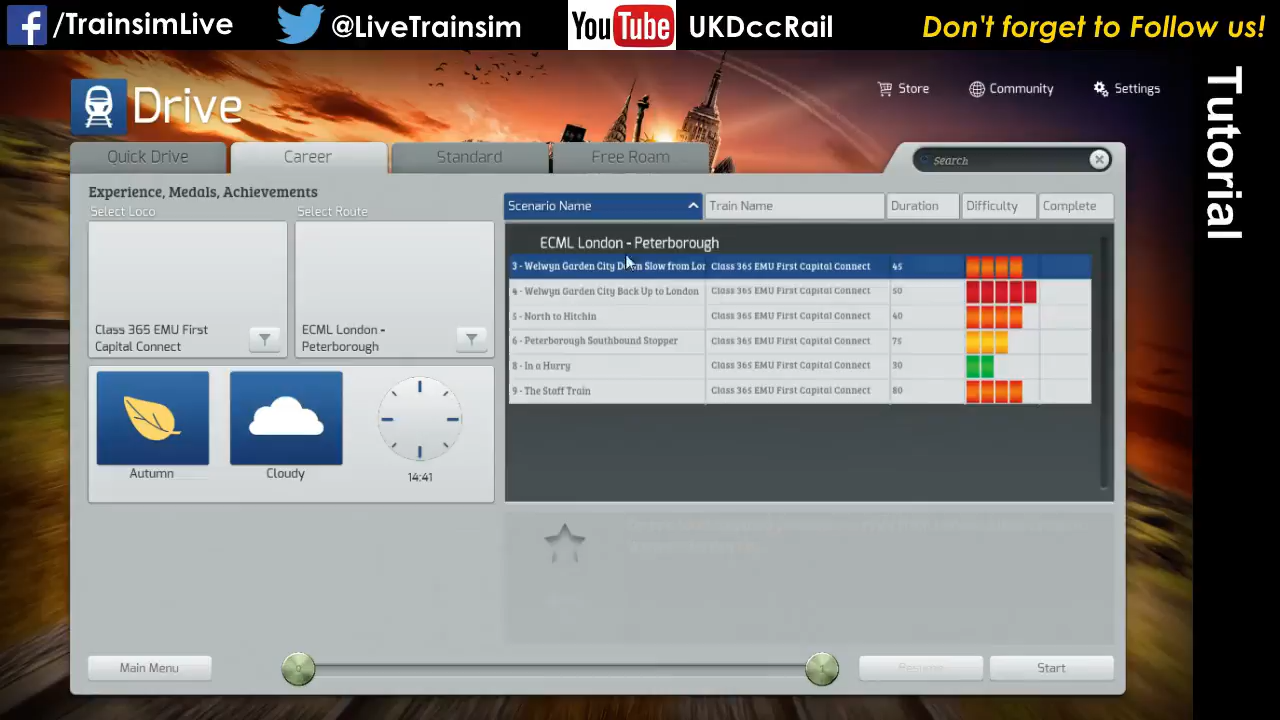 /TrainsimLive
@LiveTrainsim
YouTube
UKDccRail
Don't forget to Follow us!
Tutorial
Drive
Store
Community
Settings
Quick Drive
Career
Standard
Free Roam
Search
Experience, Medals, Achievements
Select Loco
Select Route
Class 365 EMU First
Capital Connect
ECML London -
Peterborough
Autumn
Cloudy
14:41
Scenario Name
Train Name
Duration
Difficulty
Complete
ECML London - Peterborough
3 - Welwyn Garden City Down Slow from Lon
Class 365 EMU First Capital Connect
45
4 - Welwyn Garden City Back Up to London
Class 365 EMU First Capital Connect
50
5 - North to Hitchin
Class 365 EMU First Capital Connect
40
6 - Peterborough Southbound Stopper
Class 365 EMU First Capital Connect
75
8 - In a Hurry
Class 365 EMU First Capital Connect
30
9 - The Staff Train
Class 365 EMU First Capital Connect
80
Main Menu
Resume
Start